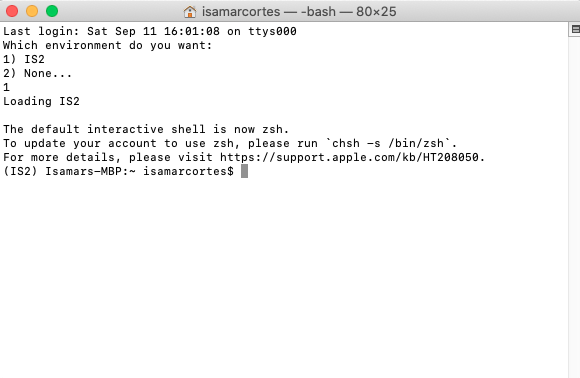 isamarcortes — -bash — 80×25
Last login: Sat Sep 11 16:01:08 on ttys000
Which environment do you want:
1) IS2
2) None...
1
Loading IS2
The default interactive shell is now zsh.
To update your account to use zsh, please run `chsh -s /bin/zsh`.
For more details, please visit https://support.apple.com/kb/HT208050.
(IS2) Isamars-MBP:~ isamarcortes$